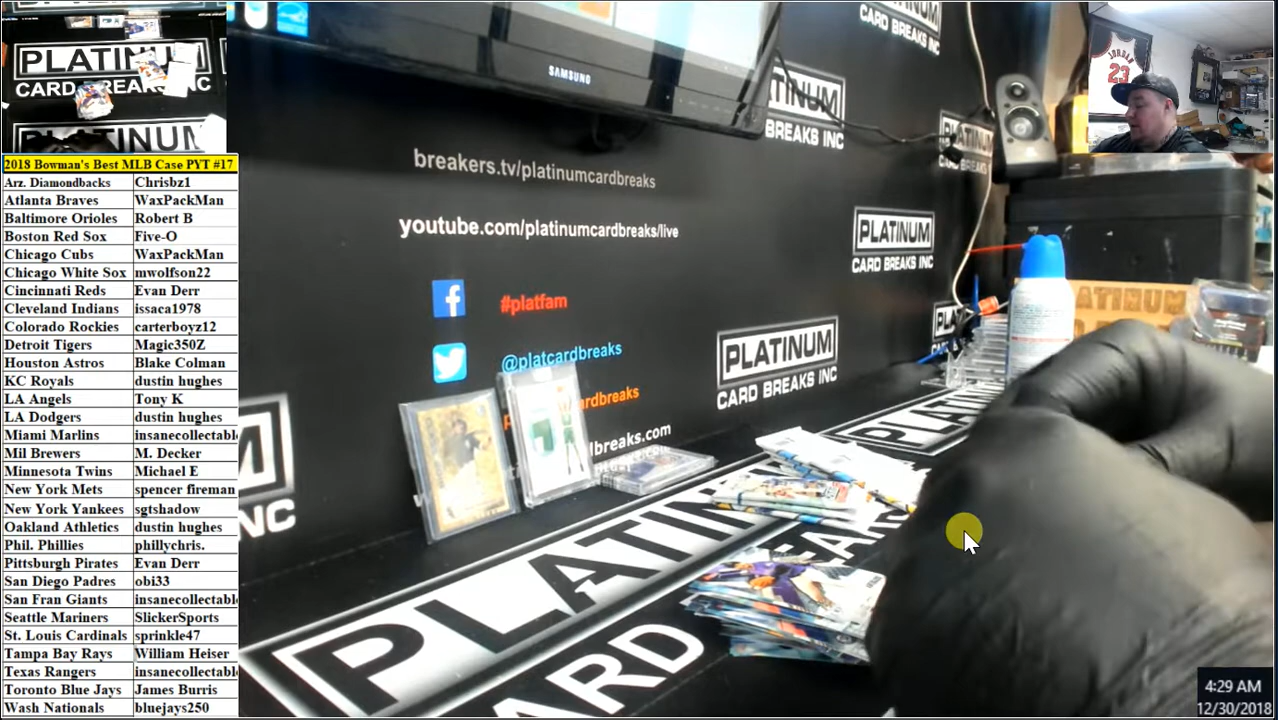 PLATINUM
CARD BREAKS INC
2018 Bowman's Best MLB Case PYT #17
Arz. Diamondbacks Chrisbz1
Atlanta Braves WaxPackMan
Baltimore Orioles Robert B
Boston Red Sox Five-O
Chicago Cubs WaxPackMan
Chicago White Sox mwolfson22
Cincinnati Reds Evan Derr
Cleveland Indians issaca1978
Colorado Rockies carterboyz12
Detroit Tigers Magic350Z
Houston Astros Blake Colman
KC Royals dustin hughes
LA Angels Tony K
LA Dodgers dustin hughes
Miami Marlins insanecollectabl
Mil Brewers M. Decker
Minnesota Twins Michael E
New York Mets spencer fireman
New York Yankees sgtshadow
Oakland Athletics dustin hughes
Phil. Phillies phillychris.
Pittsburgh Pirates Evan Derr
San Diego Padres obi33
San Fran Giants insanecollectabl
Seattle Mariners SlickerSports
St. Louis Cardinals sprinkle47
Tampa Bay Rays William Heiser
Texas Rangers insanecollectabl
Toronto Blue Jays James Burris
Wash Nationals bluejays250
SAMSUNG
breakers.tv/platinumcardbreaks
youtube.com/platinumcardbreaks/live
#platfam
@platcardbreaks
rdbreaks
rdbreaks.com
CARD BREAKS INC
TINUM
BREAKS INC
PLATINUM
CARD BREAKS INC
PLATINUM
CARD BREAKS INC
NC
PLATINUM
CARD
JORDAN
23
4:29 AM
12/30/2018